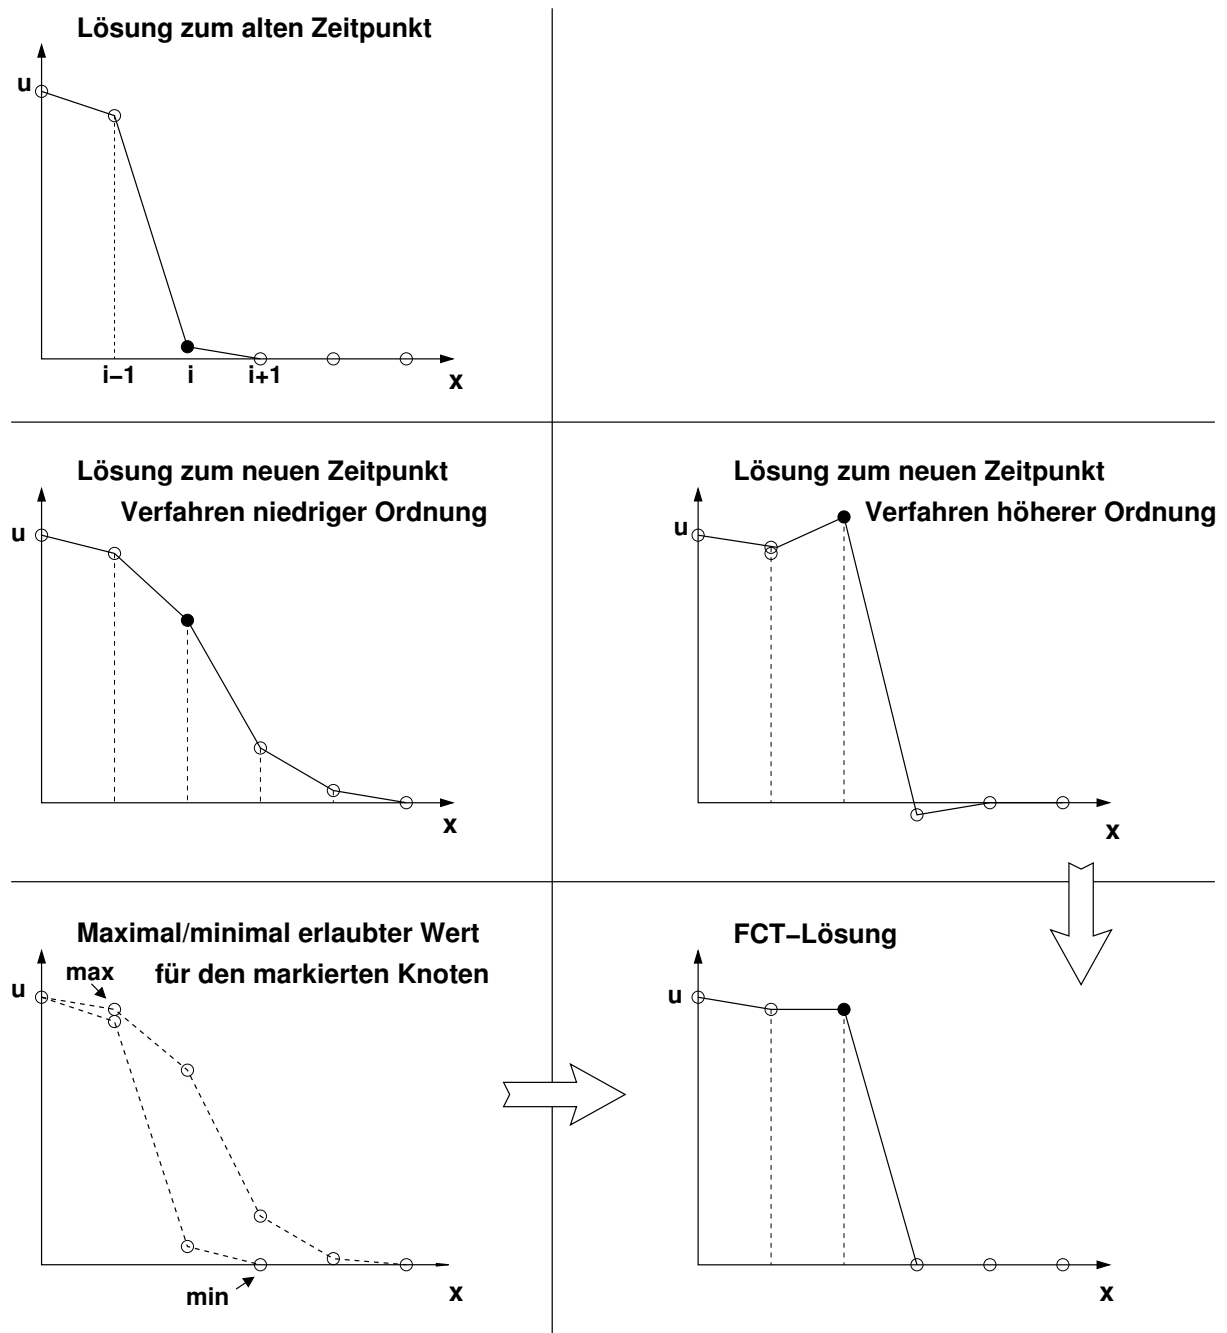 Lösung zum alten Zeitpunkt
u
i−1 i i+1
x
Lösung zum neuen Zeitpunkt
Verfahren niedriger Ordnung
u
x
Lösung zum neuen Zeitpunkt
Verfahren höherer Ordnung
u
x
Maximal/minimal erlaubter Wert
für den markierten Knoten
max
u
min
x
FCT−Lösung
u
x